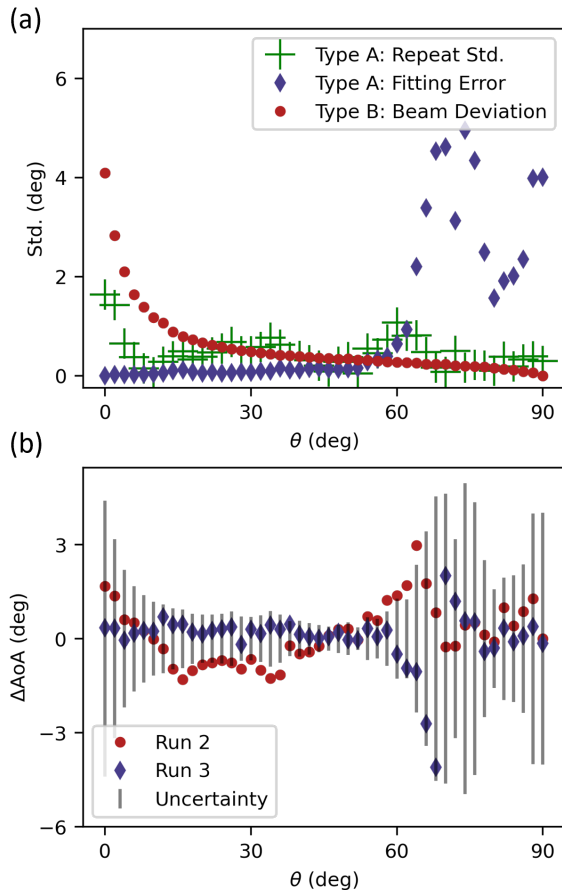 (a)
6
4
2
0
Std. (deg)
Type A: Repeat Std.
Type A: Fitting Error
Type B: Beam Deviation
0
30
60
90
θ (deg)
(b)
3
0
−3
−6
ΔAoA (deg)
Run 2
Run 3
Uncertainty
0
30
60
90
θ (deg)